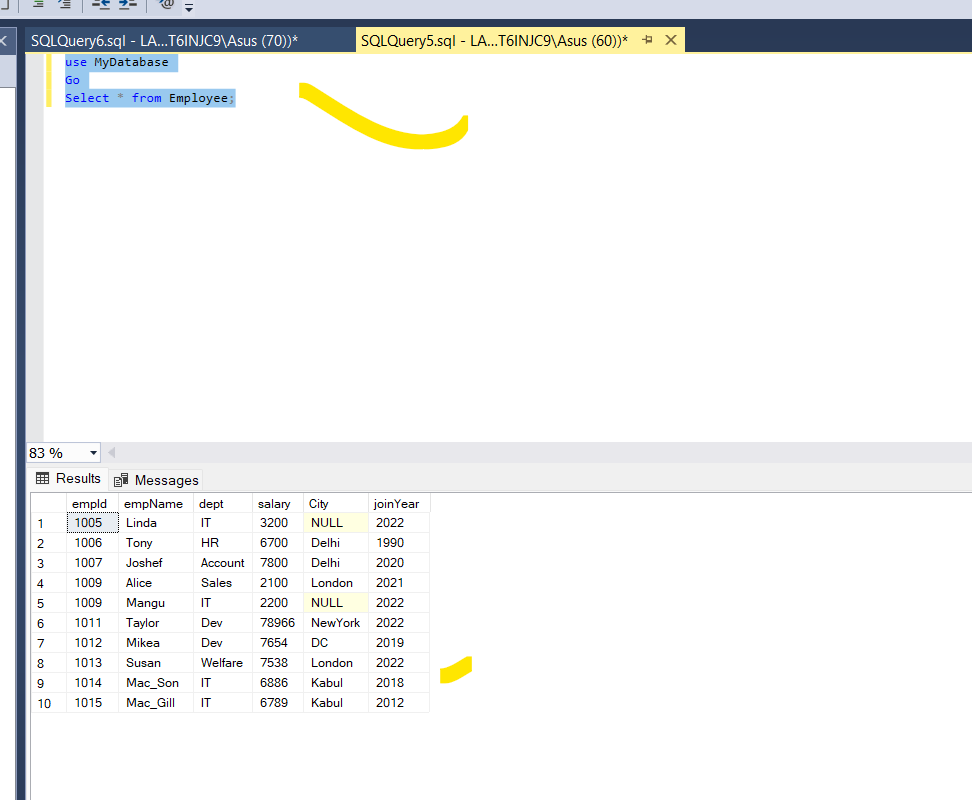 SQLQuery6.sql - LA...T6INJC9\Asus (70))* SQLQuery5.sql - LA...T6INJC9\Asus (60))*
use MyDatabase
Go
Select * from Employee;
83 %
Results Messages
empId empName dept salary City joinYear
1 1005 Linda IT 3200 NULL 2022
2 1006 Tony HR 6700 Delhi 1990
3 1007 Joshef Account 7800 Delhi 2020
4 1009 Alice Sales 2100 London 2021
5 1009 Mangu IT 2200 NULL 2022
6 1011 Taylor Dev 78966 NewYork 2022
7 1012 Mikea Dev 7654 DC 2019
8 1013 Susan Welfare 7538 London 2022
9 1014 Mac_Son IT 6886 Kabul 2018
10 1015 Mac_Gill IT 6789 Kabul 2012